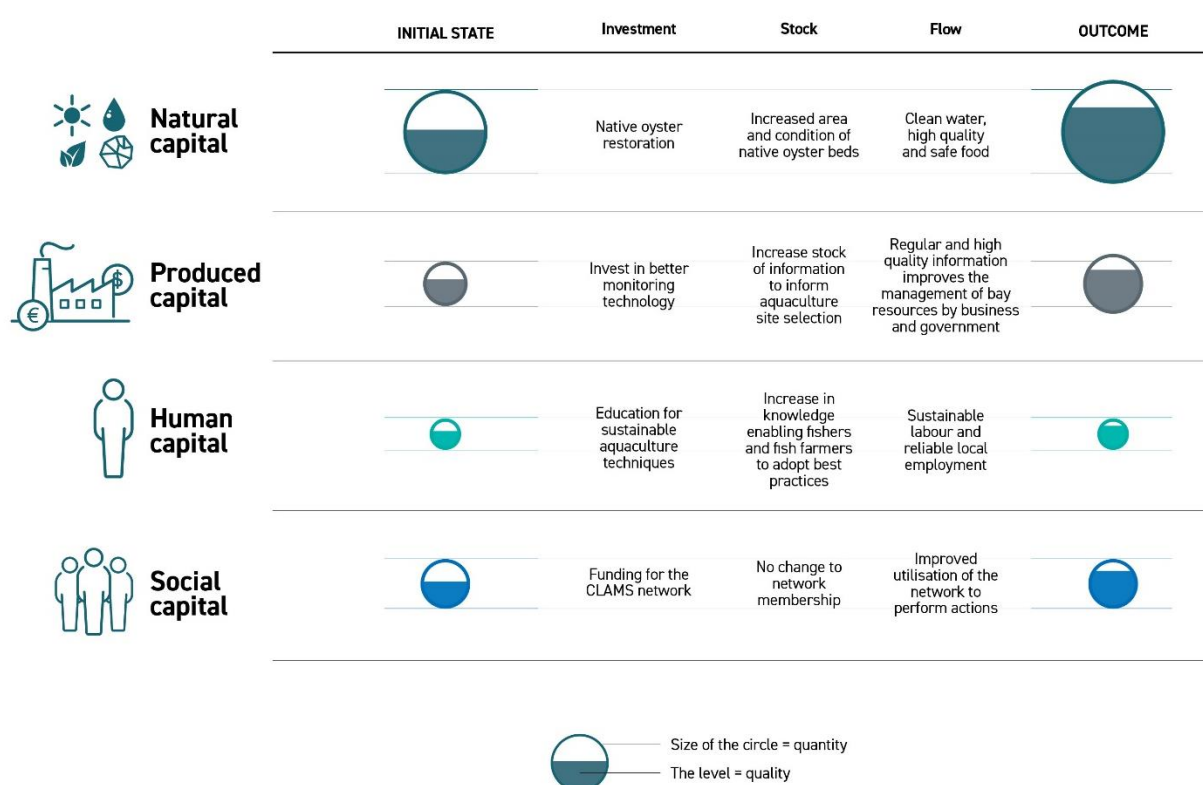 INITIAL STATE
Investment
Stock
Flow
OUTCOME
Natural
capital
Native oyster
restoration
Increased area
and condition of
native oyster beds
Clean water,
high quality
and safe food
Produced
capital
€
$
Invest in better
monitoring
technology
Increase stock
of information
to inform
aquaculture
site selection
Regular and high
quality information
improves the
management of bay
resources by business
and government
Human
capital
Education for
sustainable
aquaculture
techniques
Increase in
knowledge
enabling fishers
and fish farmers
to adopt best
practices
Sustainable
labour and
reliable local
employment
Social
capital
Funding for the
CLAMS network
No change to
network
membership
Improved
utilisation of the
network to
perform actions
Size of the circle = quantity
The level = quality